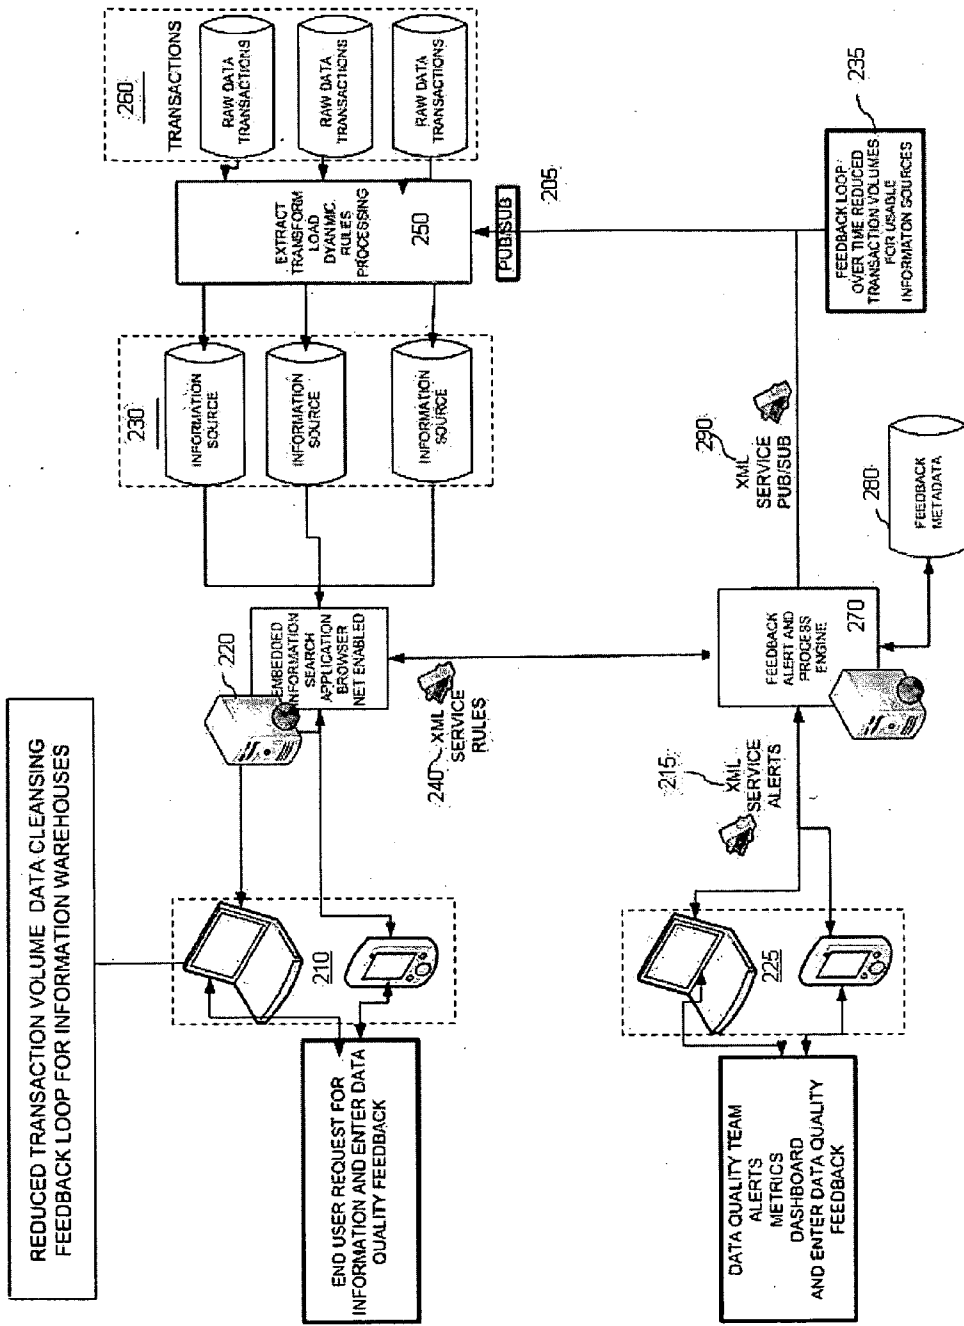 REDUCED TRANSACTION VOLUME DATA CLEANSING
FEEDBACK LOOP FOR INFORMATION WAREHOUSES
END USER REQUEST FOR
INFORMATION AND ENTER DATA
QUALITY FEEDBACK
210
220
EMBEDDED
INFORMATION
SEARCH
APPLICATION
BROWSER
NET ENABLED
240
XML
SERVICE
RULES
230
INFORMATION
SOURCE
INFORMATION
SOURCE
INFORMATION
SOURCE
EXTRACT
TRANSFORM
LOAD
DYANMIC
RULES
PROCESSING
250
260
TRANSACTIONS
RAW DATA
TRANSACTIONS
RAW DATA
TRANSACTIONS
RAW DATA
TRANSACTIONS
PUB/SUB
205
DATA QUALITY TEAM
ALERTS
METRICS
DASHBOARD
AND ENTER DATA QUALITY
FEEDBACK
225
215
XML
SERVICE
ALERTS
FEEDBACK
ALERT AND
PROCESS
ENGINE
270
290
XML
SERVICE
PUB/SUB
280
FEEDBACK
METADATA
235
FEEDBACK LOOP
OVER TIME REDUCED
TRANSACTION VOLUMES
FOR USABLE
INFORMATON SOURCES